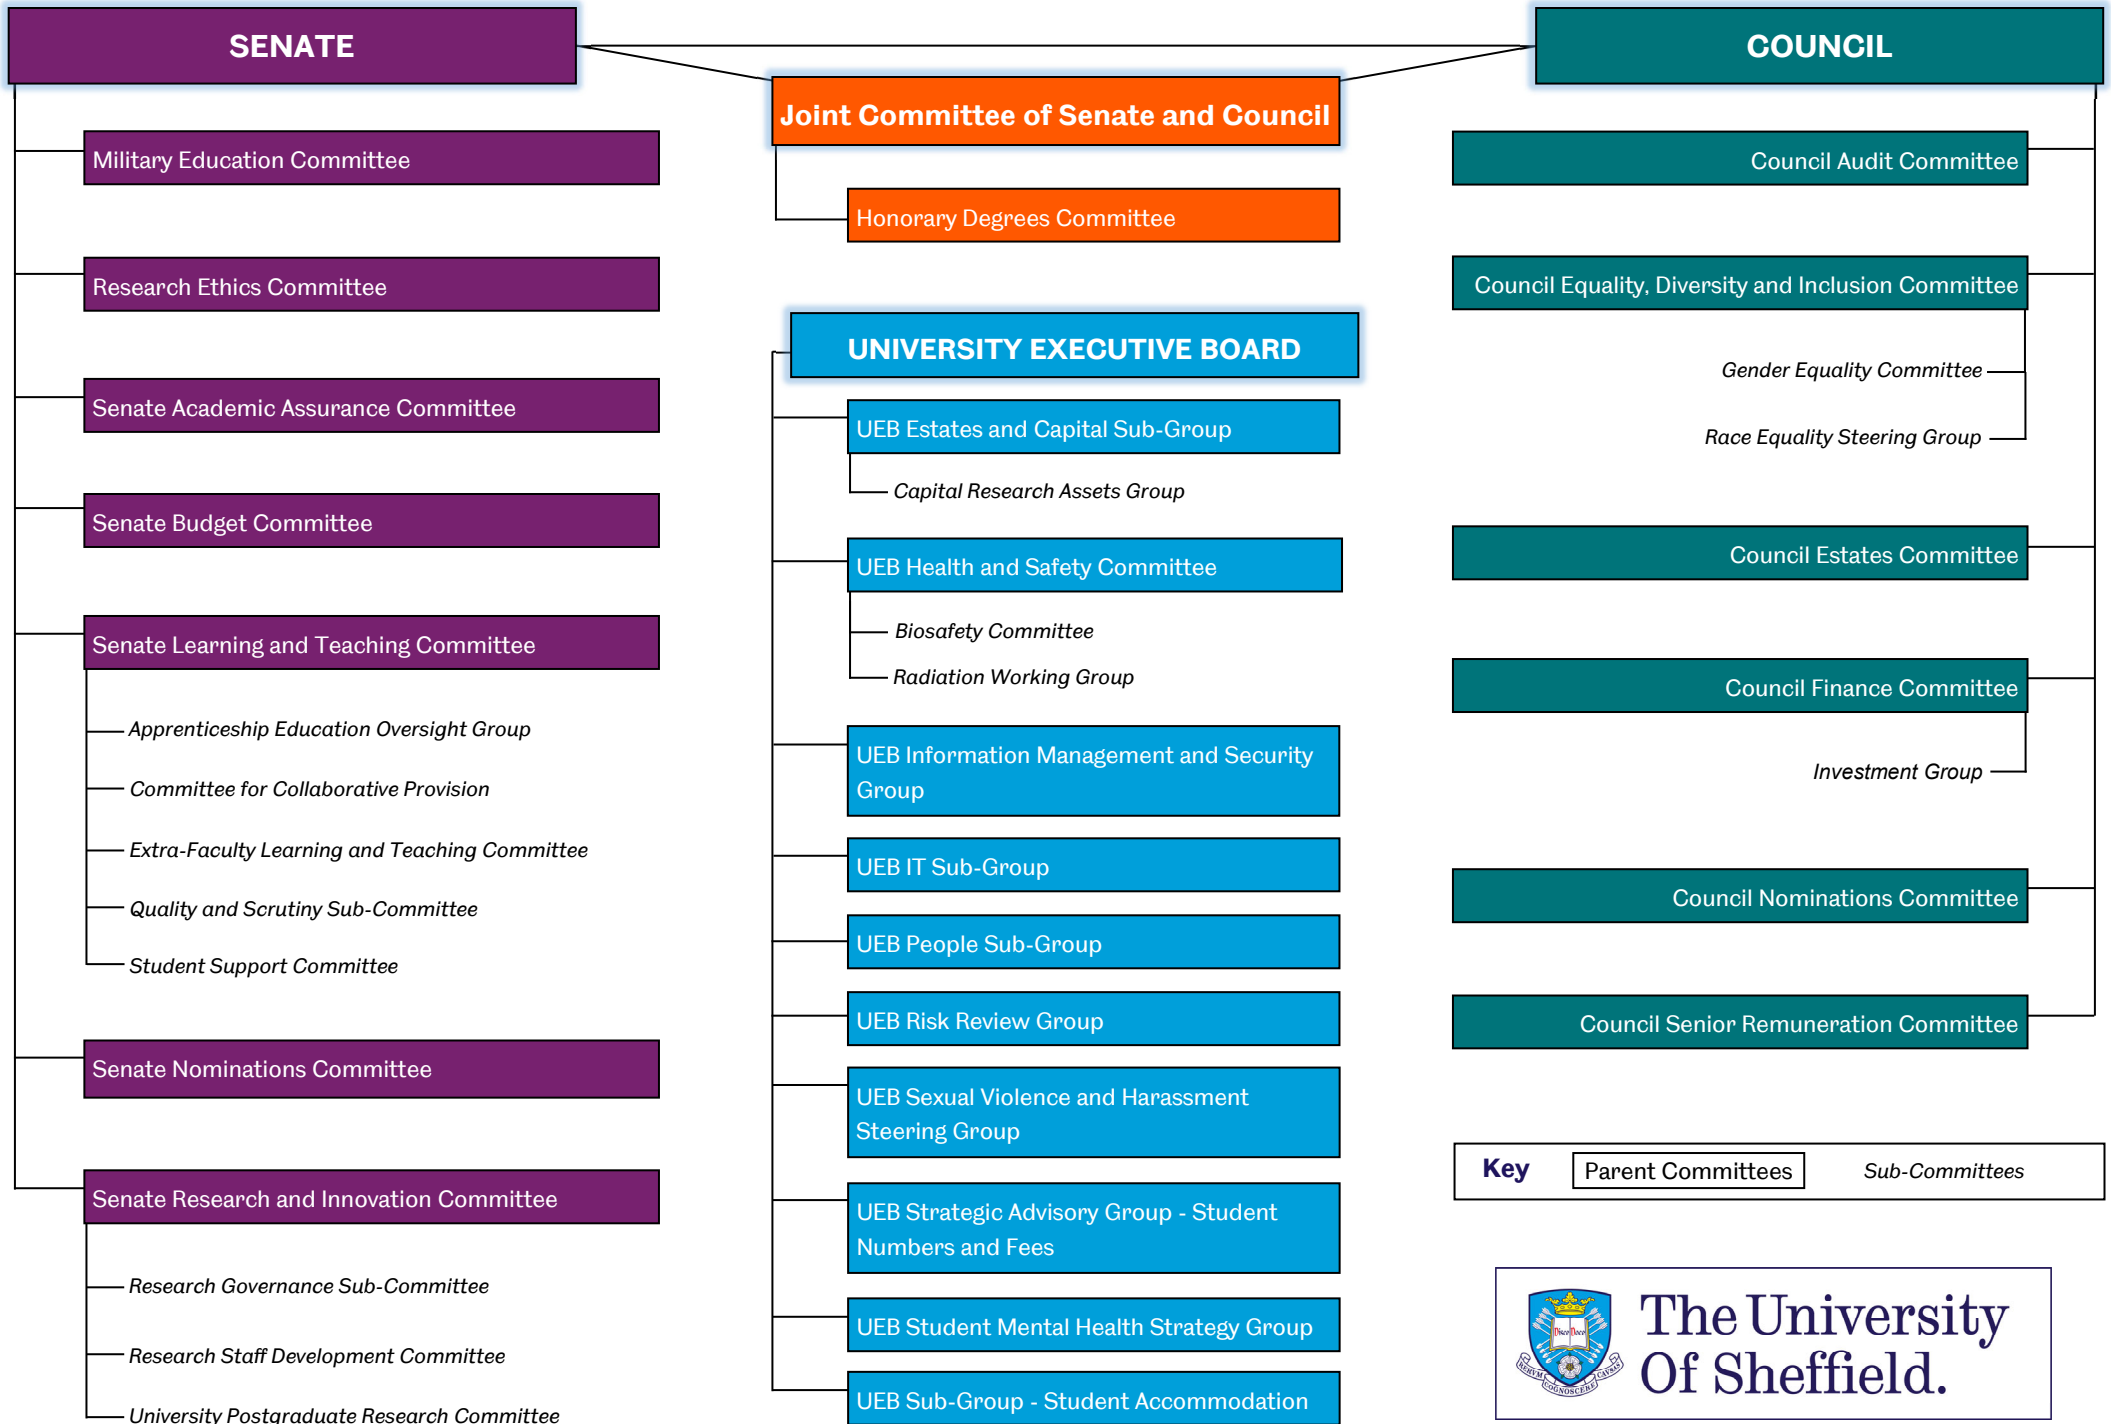 SENATE
COUNCIL
Joint Committee of Senate and Council
Honorary Degrees Committee
Military Education Committee
Research Ethics Committee
Senate Academic Assurance Committee
Senate Budget Committee
Senate Learning and Teaching Committee
Apprenticeship Education Oversight Group
Committee for Collaborative Provision
Extra-Faculty Learning and Teaching Committee
Quality and Scrutiny Sub-Committee
Student Support Committee
Senate Nominations Committee
Senate Research and Innovation Committee
Research Governance Sub-Committee
Research Staff Development Committee
University Postgraduate Research Committee
UNIVERSITY EXECUTIVE BOARD
UEB Estates and Capital Sub-Group
Capital Research Assets Group
UEB Health and Safety Committee
Biosafety Committee
Radiation Working Group
UEB Information Management and Security
Group
UEB IT Sub-Group
UEB People Sub-Group
UEB Risk Review Group
UEB Sexual Violence and Harassment
Steering Group
UEB Strategic Advisory Group - Student
Numbers and Fees
UEB Student Mental Health Strategy Group
UEB Sub-Group - Student Accommodation
Council Audit Committee
Council Equality, Diversity and Inclusion Committee
Gender Equality Committee
Race Equality Steering Group
Council Estates Committee
Council Finance Committee
Investment Group
Council Nominations Committee
Council Senior Remuneration Committee
Key Parent Committees Sub-Committees
Disce Doce
RERVM COGNOSCERE CAVSAS
The University
Of Sheffield.